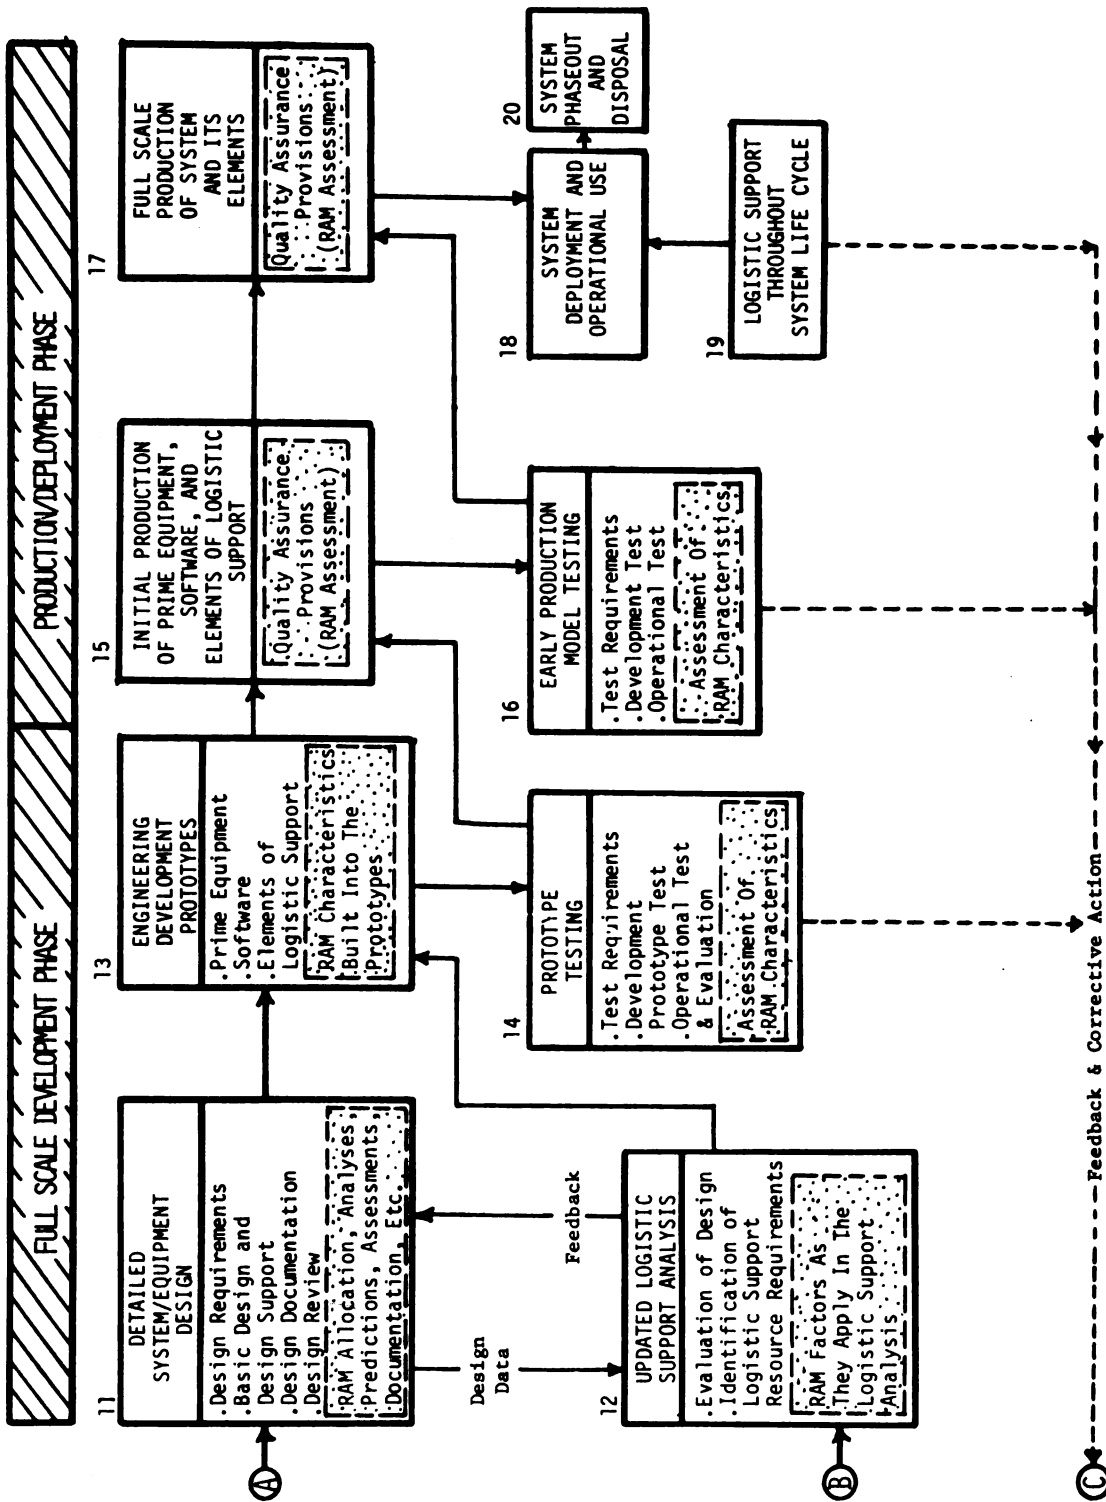 FULL SCALE DEVELOPMENT PHASE
PRODUCTION/DEPLOYMENT PHASE
A
11
DETAILED
SYSTEM/EQUIPMENT
DESIGN
.Design Requirements
.Basic Design and
Design Support
.Design Documentation
.Design Review
RAM Allocation, Analyses,
Predictions, Assessments,
Documentation, Etc.
13
ENGINEERING
DEVELOPMENT
PROTOTYPES
.Prime Equipment
.Software
.Elements of
Logistic Support
RAM Characteristics
Built Into The
Prototypes
15
INITIAL PRODUCTION
OF PRIME EQUIPMENT,
SOFTWARE, AND
ELEMENTS OF LOGISTIC
SUPPORT
Quality Assurance
Provisions
(RAM Assessment)
17
FULL SCALE
PRODUCTION
OF SYSTEM
AND ITS
ELEMENTS
Quality Assurance
Provisions
(RAM Assessment)
Design
Data
Feedback
B
12
UPDATED LOGISTIC
SUPPORT ANALYSIS
.Evaluation of Design
.Identification of
Logistic Support
Resource Requirements
RAM Factors As
They Apply In The
Logistic Support
Analysis
14
PROTOTYPE
TESTING
.Test Requirements
.Development
Prototype Test
.Operational Test
& Evaluation
Assessment Of
RAM Characteristics
16
EARLY PRODUCTION
MODEL TESTING
.Test Requirements
.Development Test
.Operational Test
Assessment Of
RAM Characteristics
18
SYSTEM
DEPLOYMENT AND
OPERATIONAL USE
20
SYSTEM
PHASEOUT
AND
DISPOSAL
19
LOGISTIC SUPPORT
THROUGHOUT
SYSTEM LIFE CYCLE
C
Feedback & Corrective Action